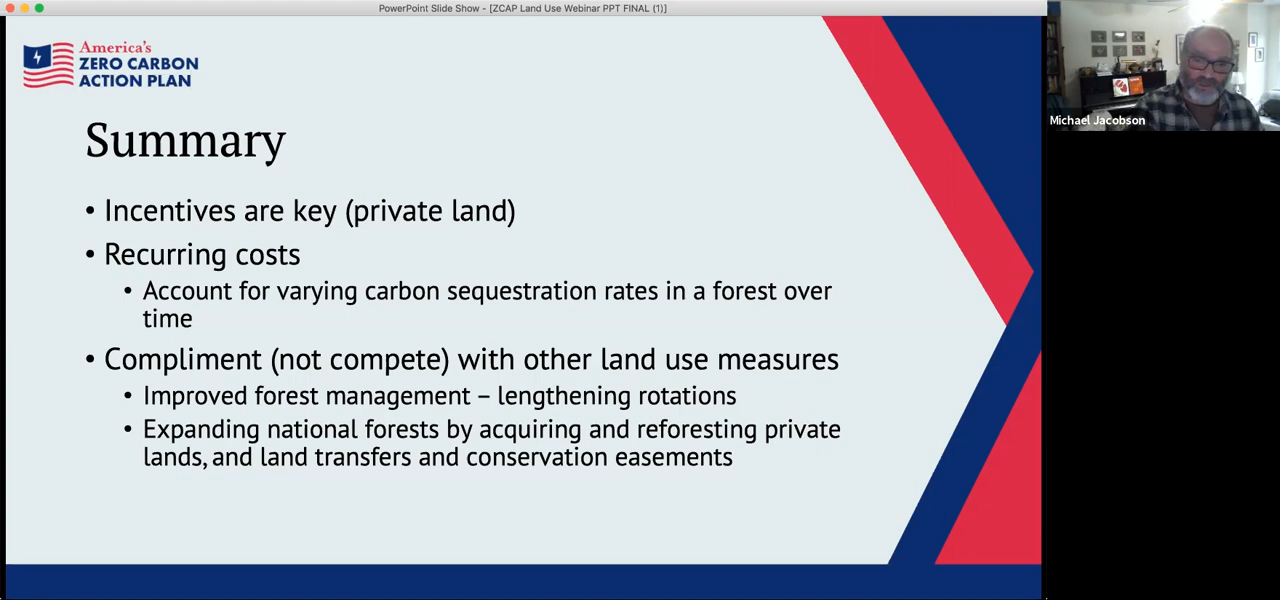 PowerPoint Slide Show - [ZCAP Land Use Webinar PPT FINAL (1)]
America's
ZERO CARBON
ACTION PLAN
Summary
• Incentives are key (private land)
• Recurring costs
• Account for varying carbon sequestration rates in a forest over
time
• Compliment (not compete) with other land use measures
• Improved forest management – lengthening rotations
• Expanding national forests by acquiring and reforesting private
lands, and land transfers and conservation easements
Michael Jacobson